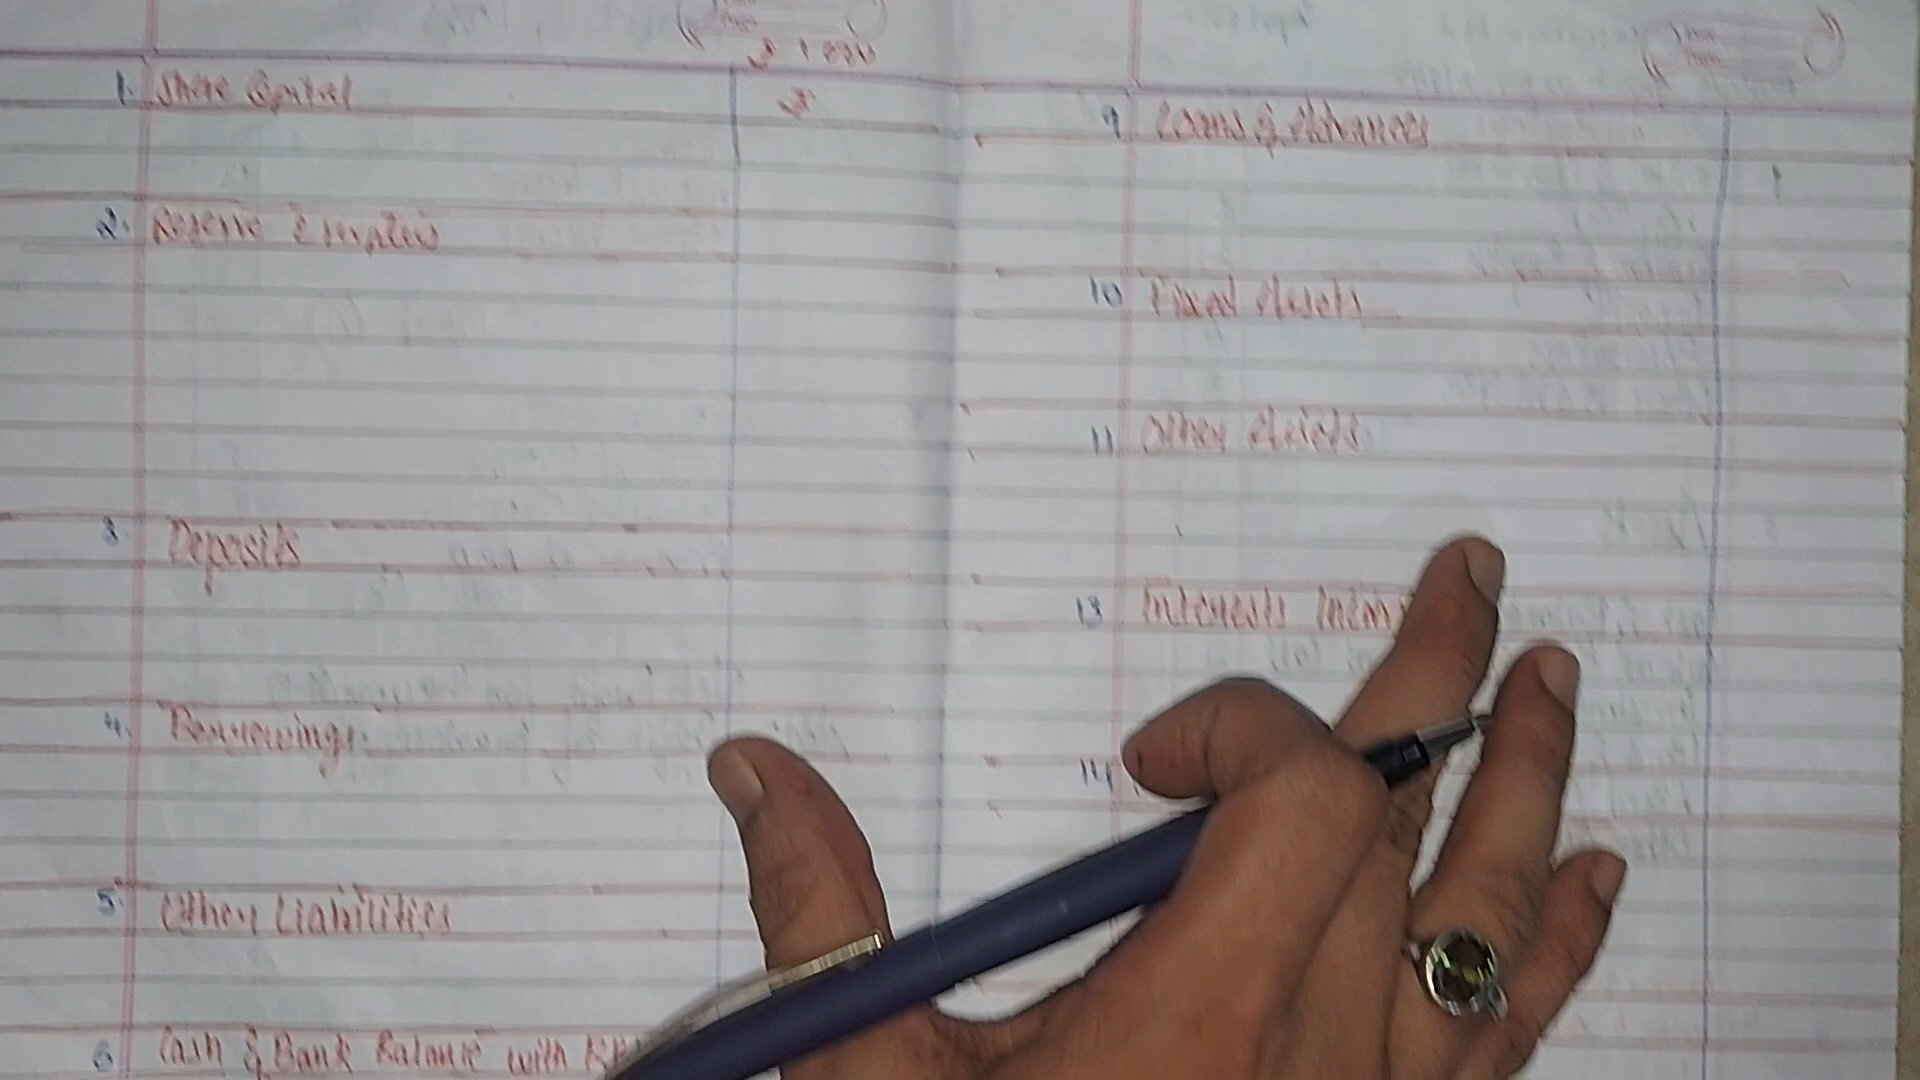 1. Share Capital
2. Reserve & surplus
3. Deposits
4. Borrowings
5. Other Liabilities
6 Cash & Bank Balance with
9 Loans & Advances
10 Fixed Assets
11 Other Assets
13 Interests
14